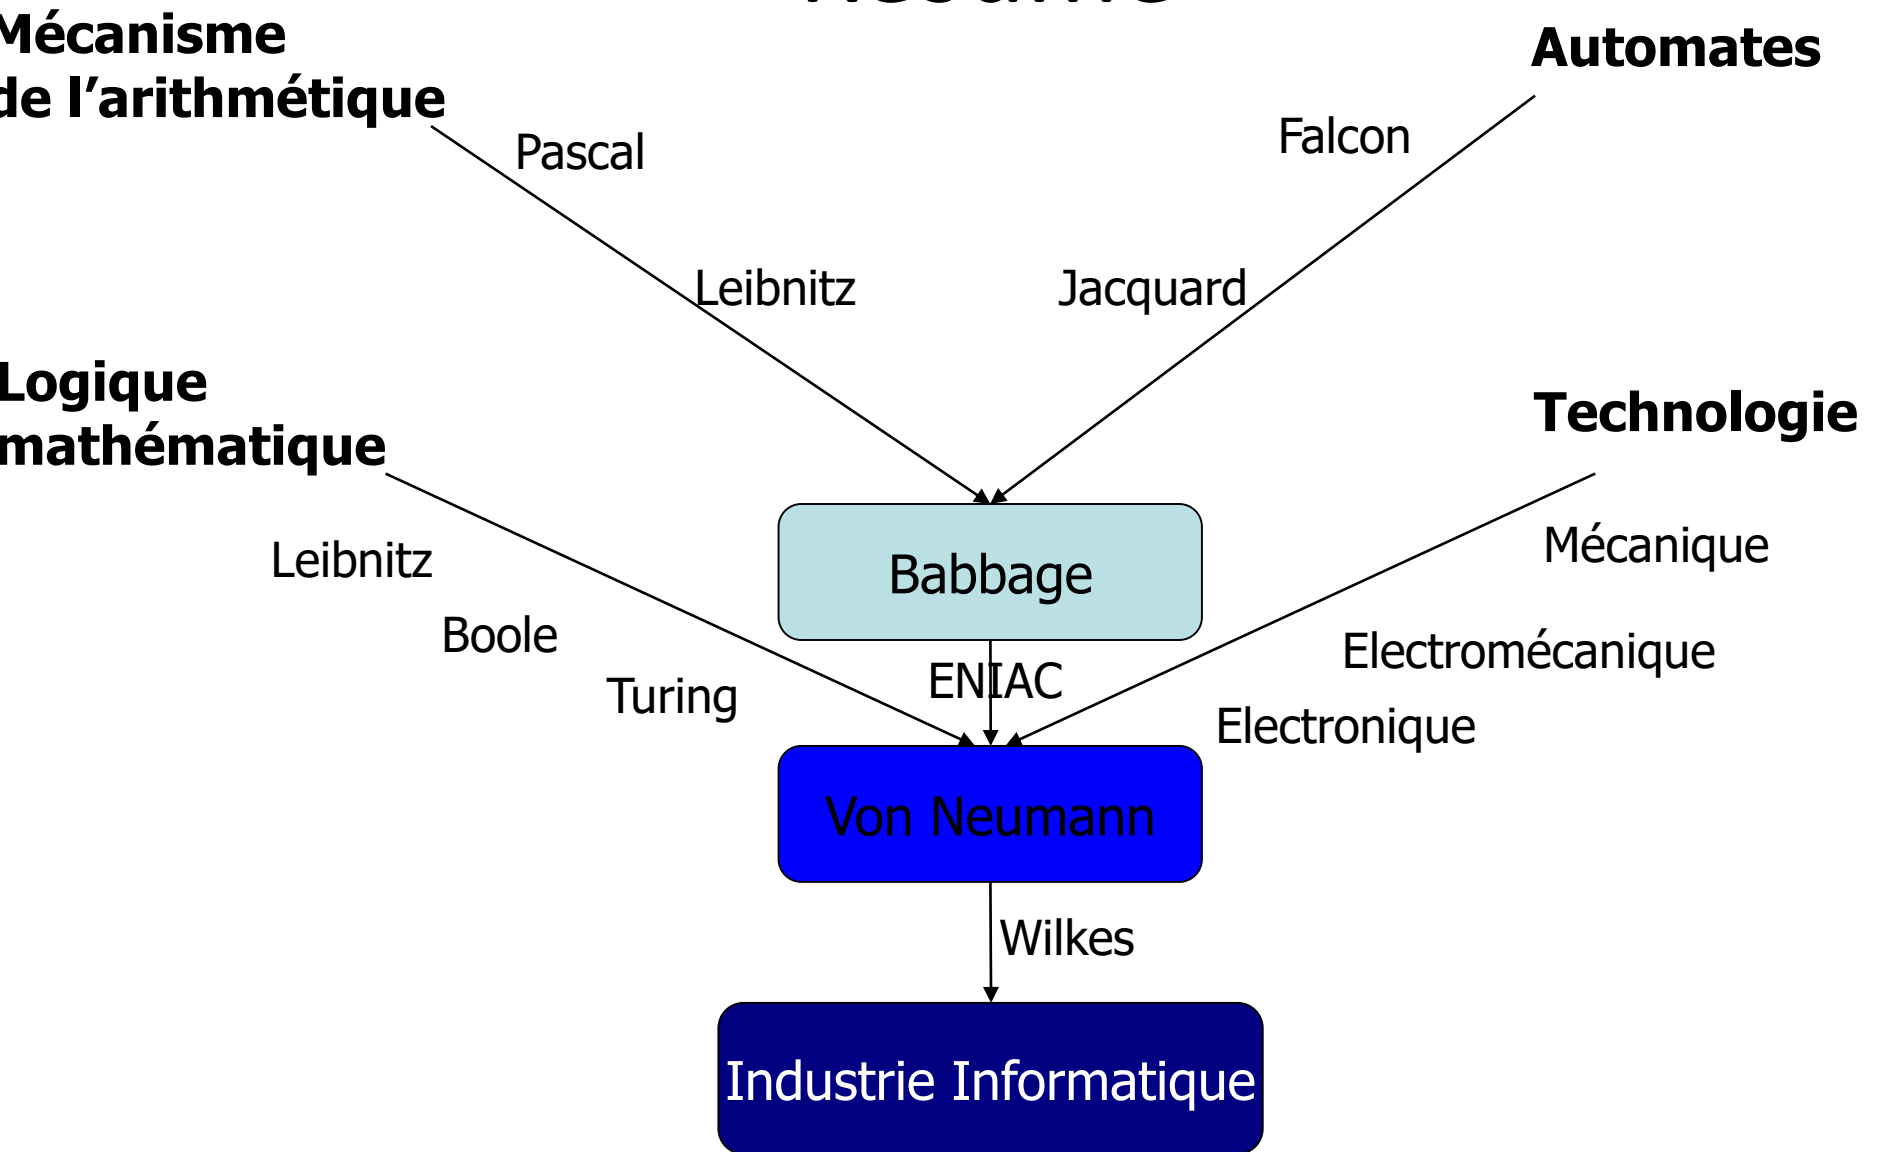 Mécanisme
de l’arithmétique
Automates
Pascal
Falcon
Leibnitz
Jacquard
Logique
mathématique
Technologie
Babbage
Leibnitz
Mécanique
Boole
Electromécanique
ENIAC
Turing
Electronique
Von Neumann
Wilkes
Industrie Informatique